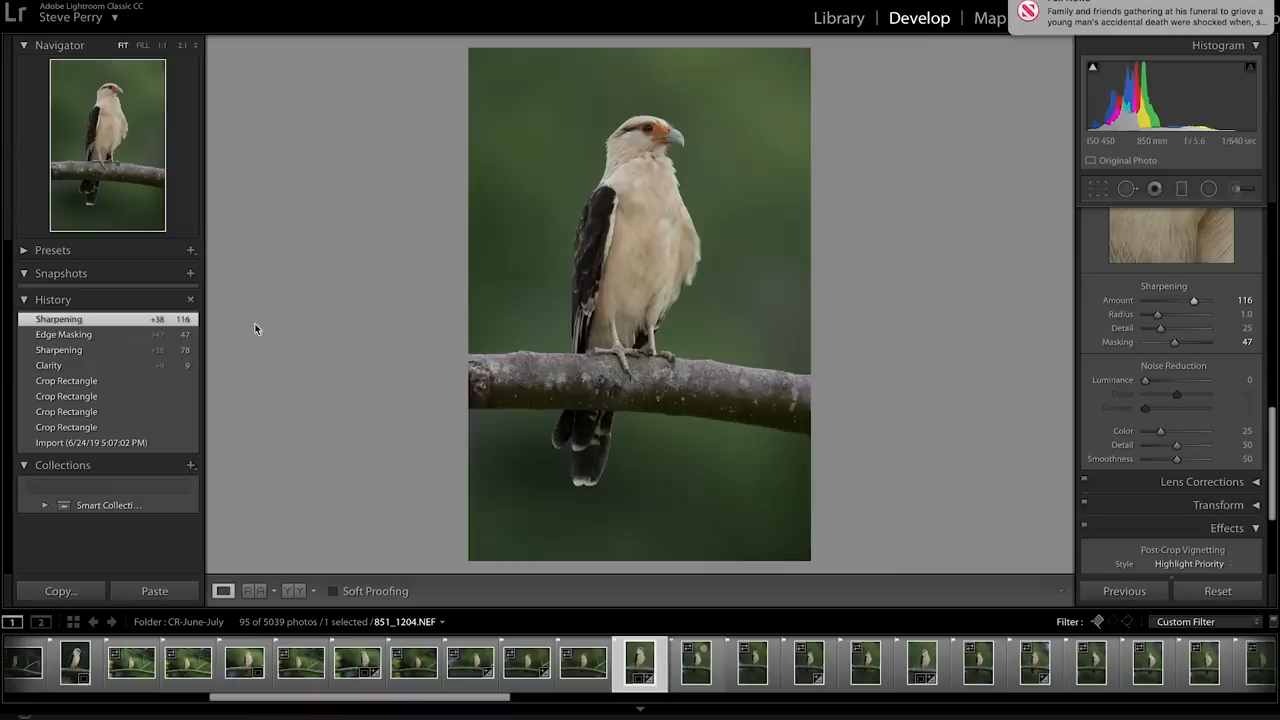 Lr
Adobe Lightroom Classic CC
Steve Perry
Library | Develop | Map
Family and friends gathering at his funeral to grieve a
young man's accidental death were shocked when, s...
Navigator FIT FILL 1:1 2:1
Presets
Snapshots
History
Sharpening +38 116
Edge Masking +47 47
Sharpening +38 78
Clarity +9 9
Crop Rectangle
Crop Rectangle
Crop Rectangle
Crop Rectangle
Import (6/24/19 5:07:02 PM)
Collections
Smart Collecti...
Copy...
Paste
Soft Proofing
Histogram
ISO 450 850 mm f / 5.6 1/640 sec
Original Photo
Sharpening
Amount 116
Radius 1.0
Detail 25
Masking 47
Noise Reduction
Luminance 0
Detail
Contrast
Color 25
Detail 50
Smoothness 50
Lens Corrections
Transform
Effects
Post-Crop Vignetting
Style Highlight Priority
Previous
Reset
1 2 Folder : CR-June-July 95 of 5039 photos / 1 selected / 851_1204.NEF
Filter : Custom Filter